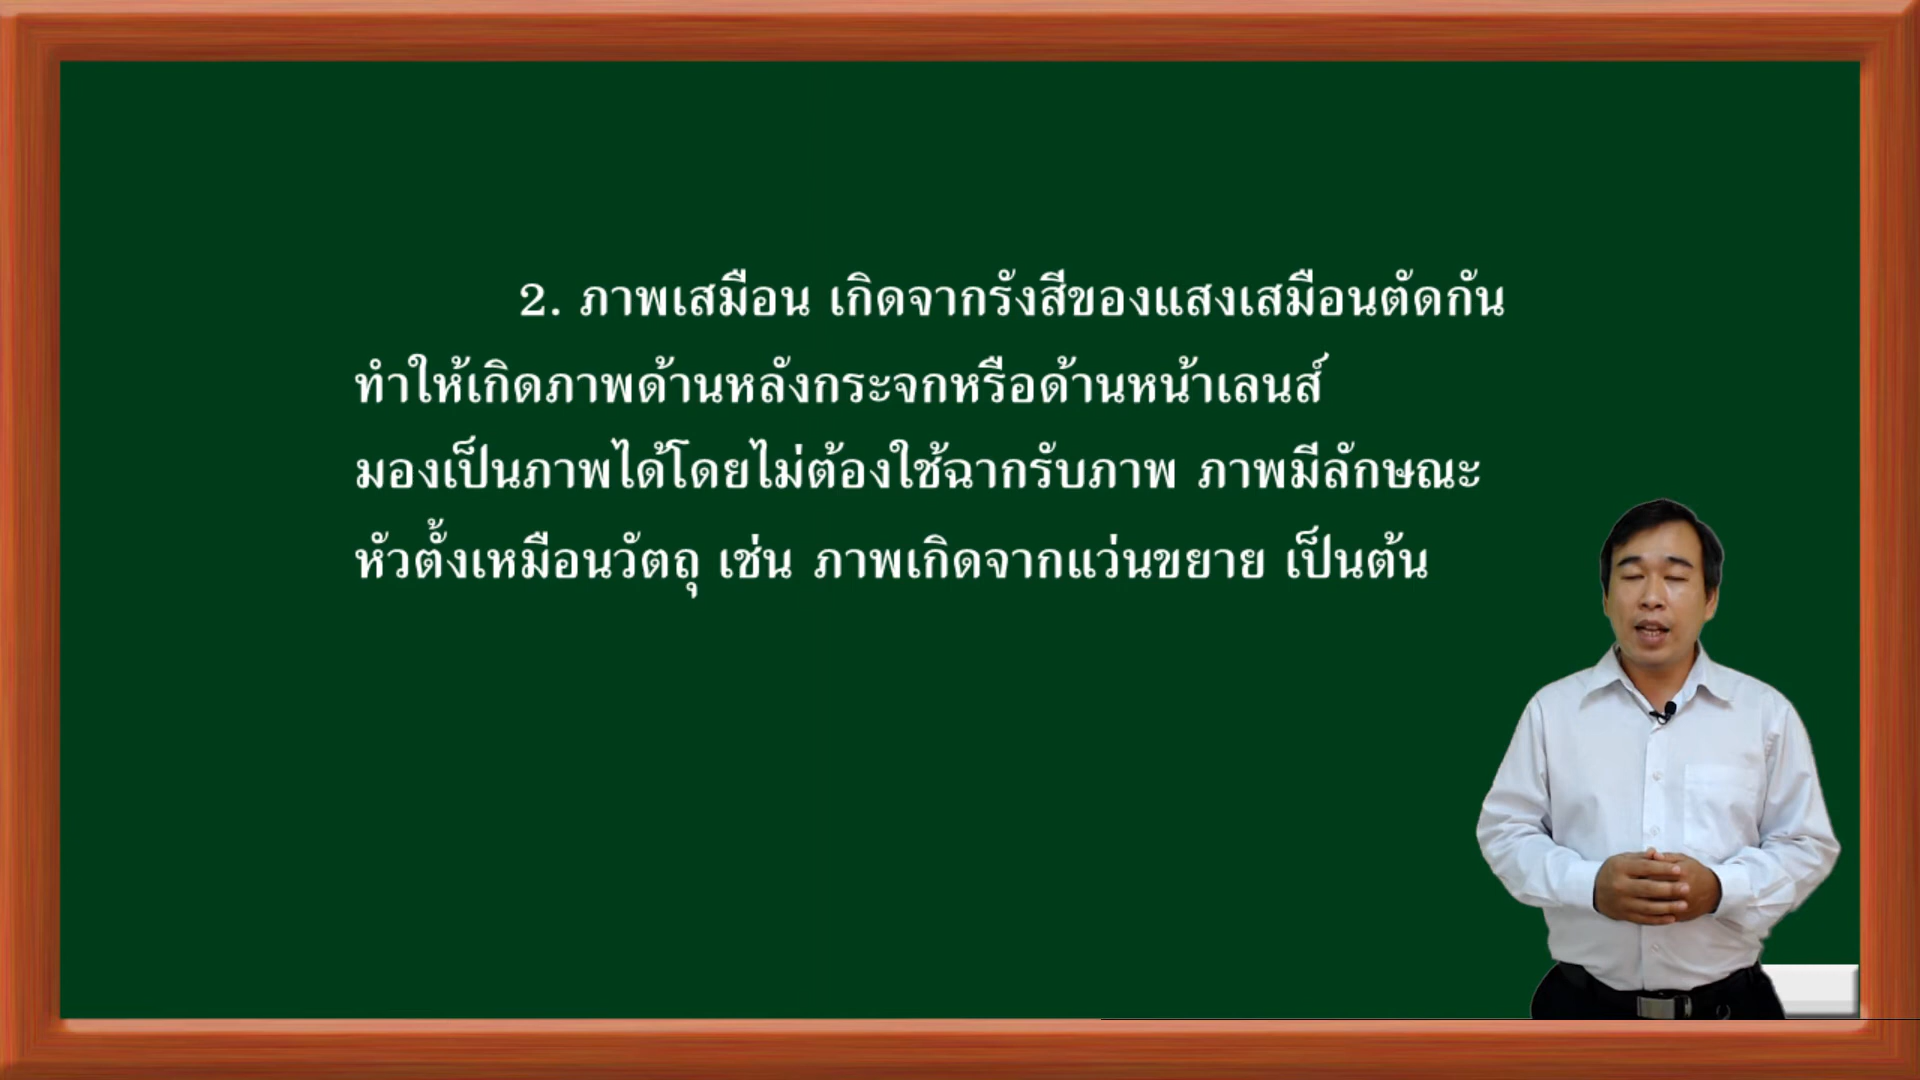 2. ภาพเสมือน เกิดจากรังสีของแสงเสมือนตัดกัน
ทำให้เกิดภาพด้านหลังกระจกหรือด้านหน้าเลนส์
มองเป็นภาพได้โดยไม่ต้องใช้ฉากรับภาพ ภาพมีลักษณะ
หัวตั้งเหมือนวัตถุ เช่น ภาพเกิดจากแว่นขยาย เป็นต้น